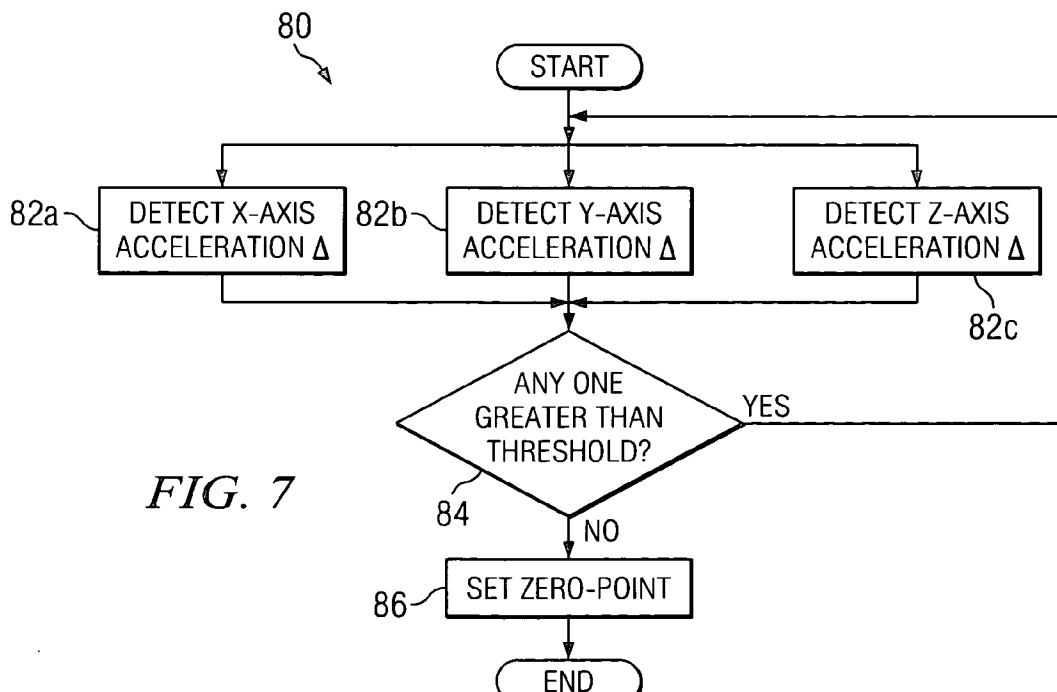 80
START
82a
DETECT X-AXIS
ACCELERATION Δ
82b
DETECT Y-AXIS
ACCELERATION Δ
DETECT Z-AXIS
ACCELERATION Δ
82c
ANY ONE
GREATER THAN
THRESHOLD?
YES
84
FIG. 7
NO
86
SET ZERO-POINT
END